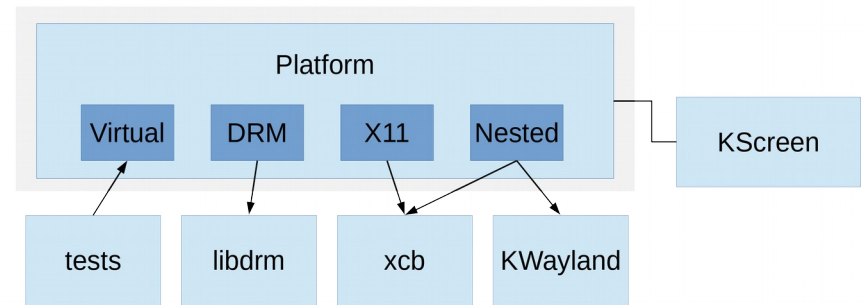 Platform
Virtual
DRM
X11
Nested
KScreen
tests
libdrm
xcb
KWayland